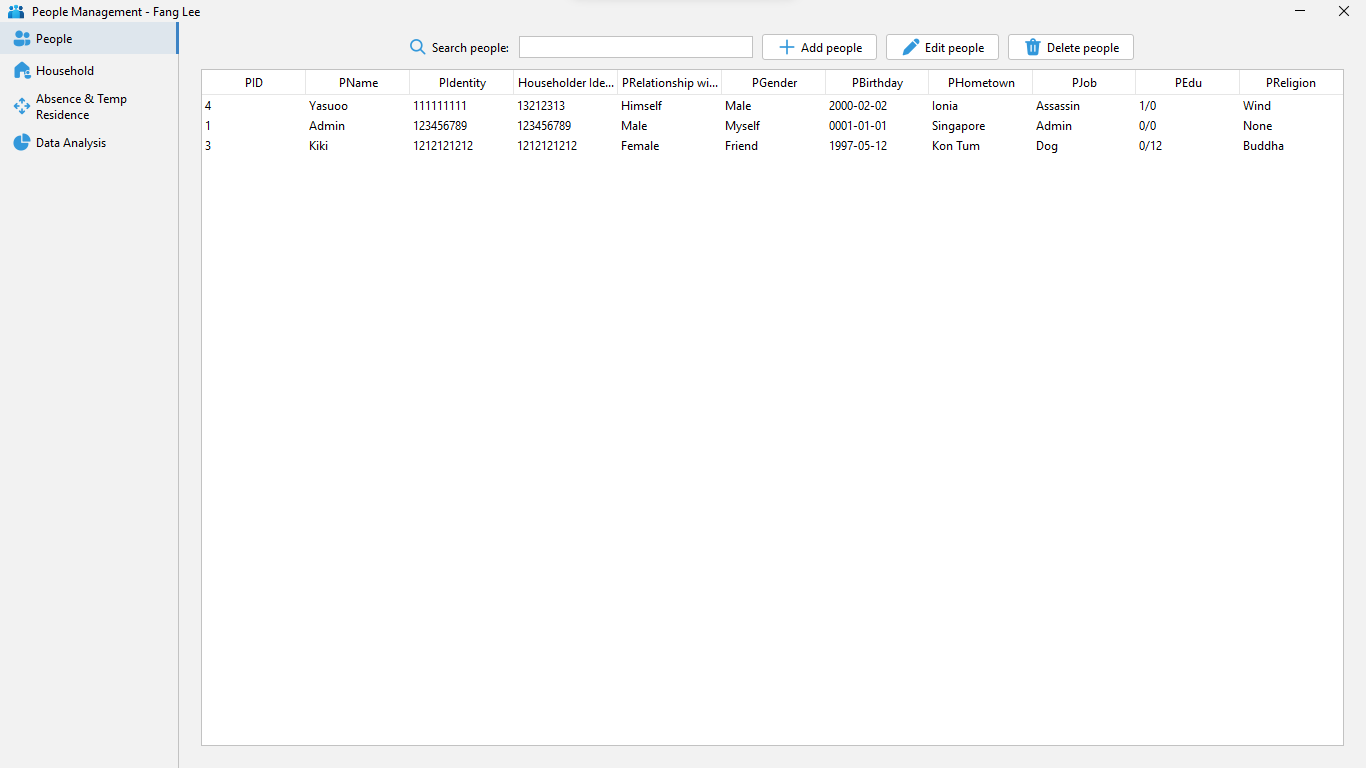 People Management - Fang Lee
People
Household
Absence & Temp
Residence
Data Analysis
Search people:
Add people
Edit people
Delete people
PID PName PIdentity Householder Ide... PRelationship wi... PGender PBirthday PHometown PJob PEdu PReligion
4 Yasuoo 111111111 13212313 Himself Male 2000-02-02 Ionia Assassin 1/0 Wind
1 Admin 123456789 123456789 Male Myself 0001-01-01 Singapore Admin 0/0 None
3 Kiki 1212121212 1212121212 Female Friend 1997-05-12 Kon Tum Dog 0/12 Buddha